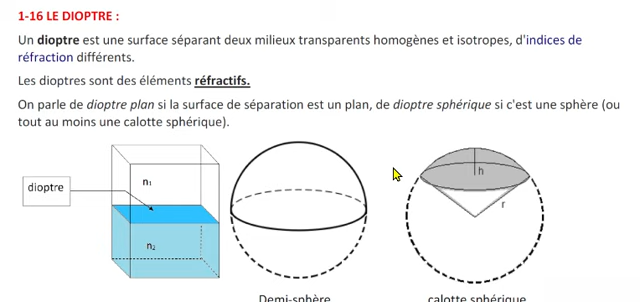 1-16 LE DIOPTRE :
Un dioptre est une surface séparant deux milieux transparents homogènes et isotropes, d'indices de
réfraction différents.
Les dioptres sont des éléments réfractifs.
On parle de dioptre plan si la surface de séparation est un plan, de dioptre sphérique si c'est une sphère (ou
tout au moins une calotte sphérique).
dioptre
n1
n2
h
r
Demi-sphère
calotte sphérique